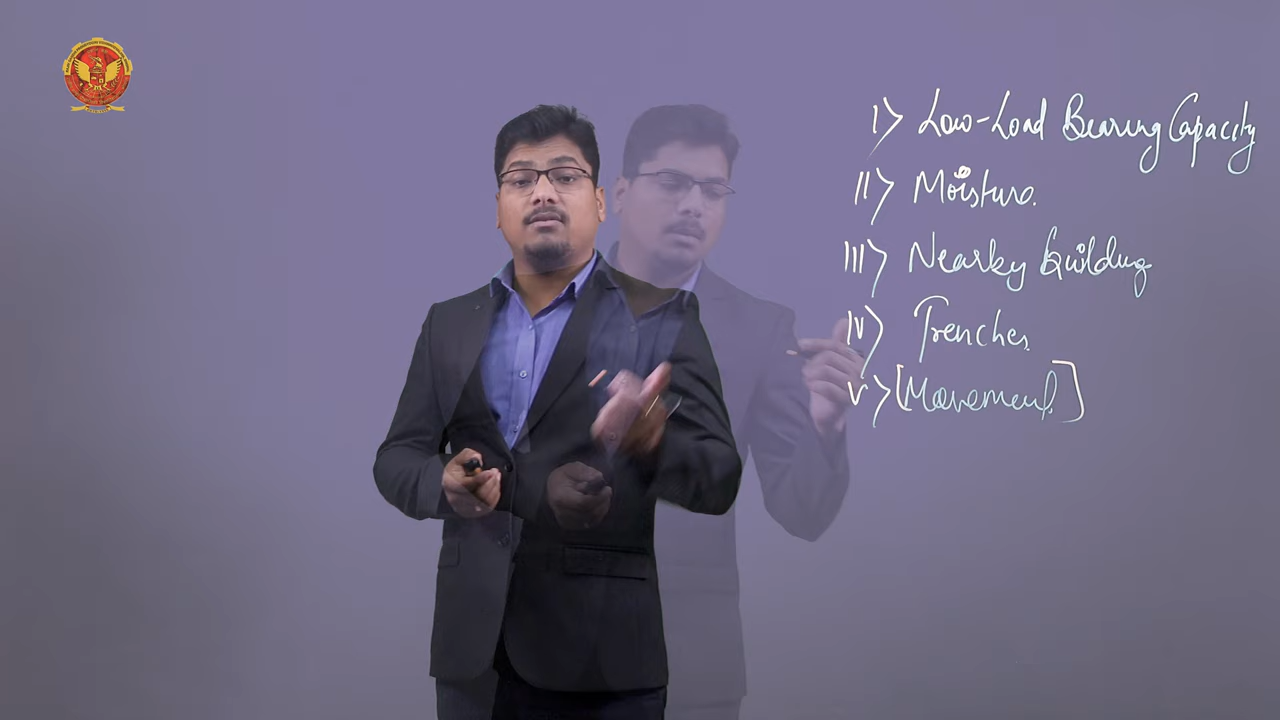 I> Low-Load Bearing Capacity
II> Moisture.
III> Nearby building
IV> Trenches
V> [Movement.]